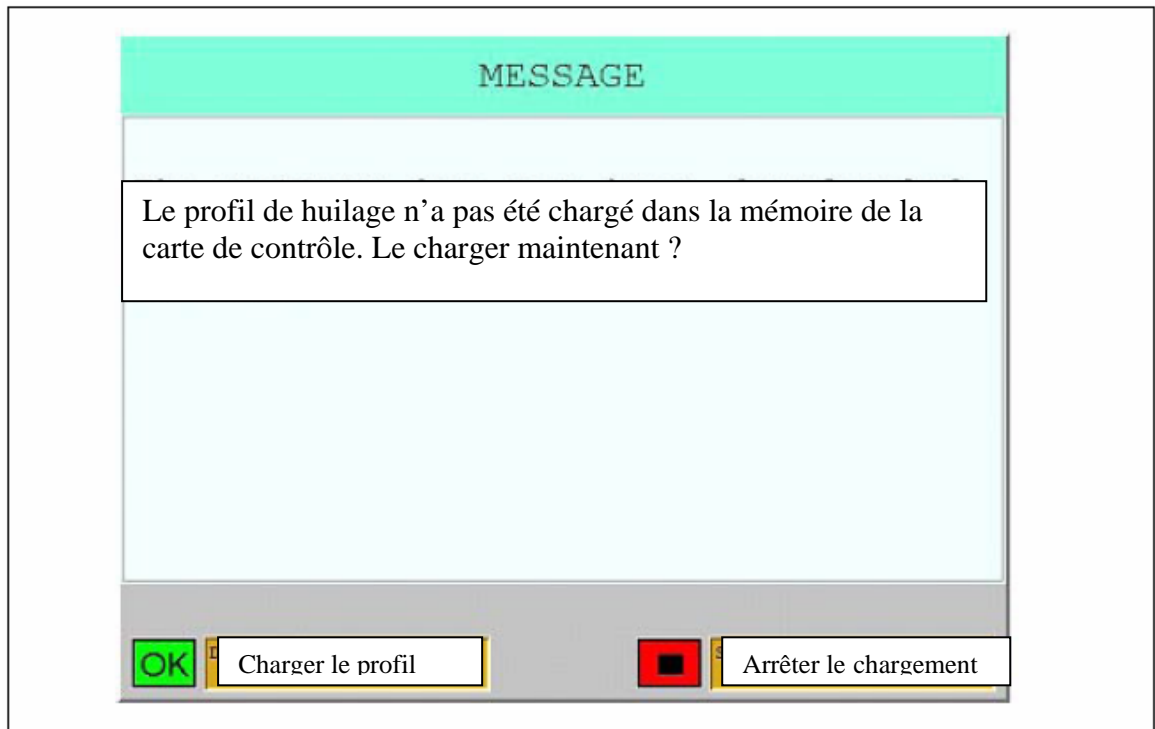 MESSAGE
Le profil de huilage n’a pas été chargé dans la mémoire de la
carte de contrôle. Le charger maintenant ?
OK
Charger le profil
Arrêter le chargement